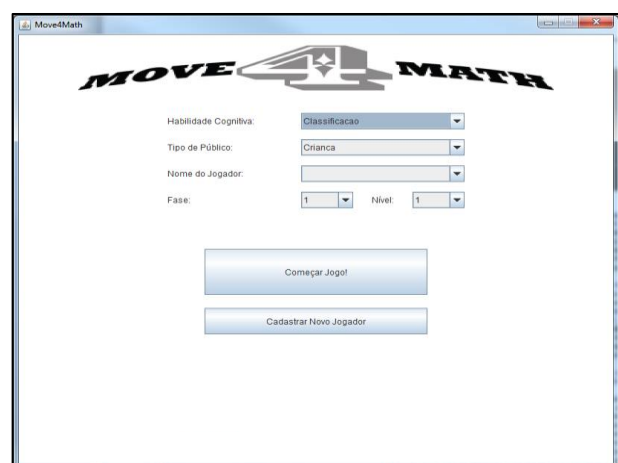 Move4Math
MOVE 4 MATH
Habilidade Cognitiva: Classificacao
Tipo de Público: Crianca
Nome do Jogador:
Fase: 1 Nível: 1
Começar Jogo!
Cadastrar Novo Jogador